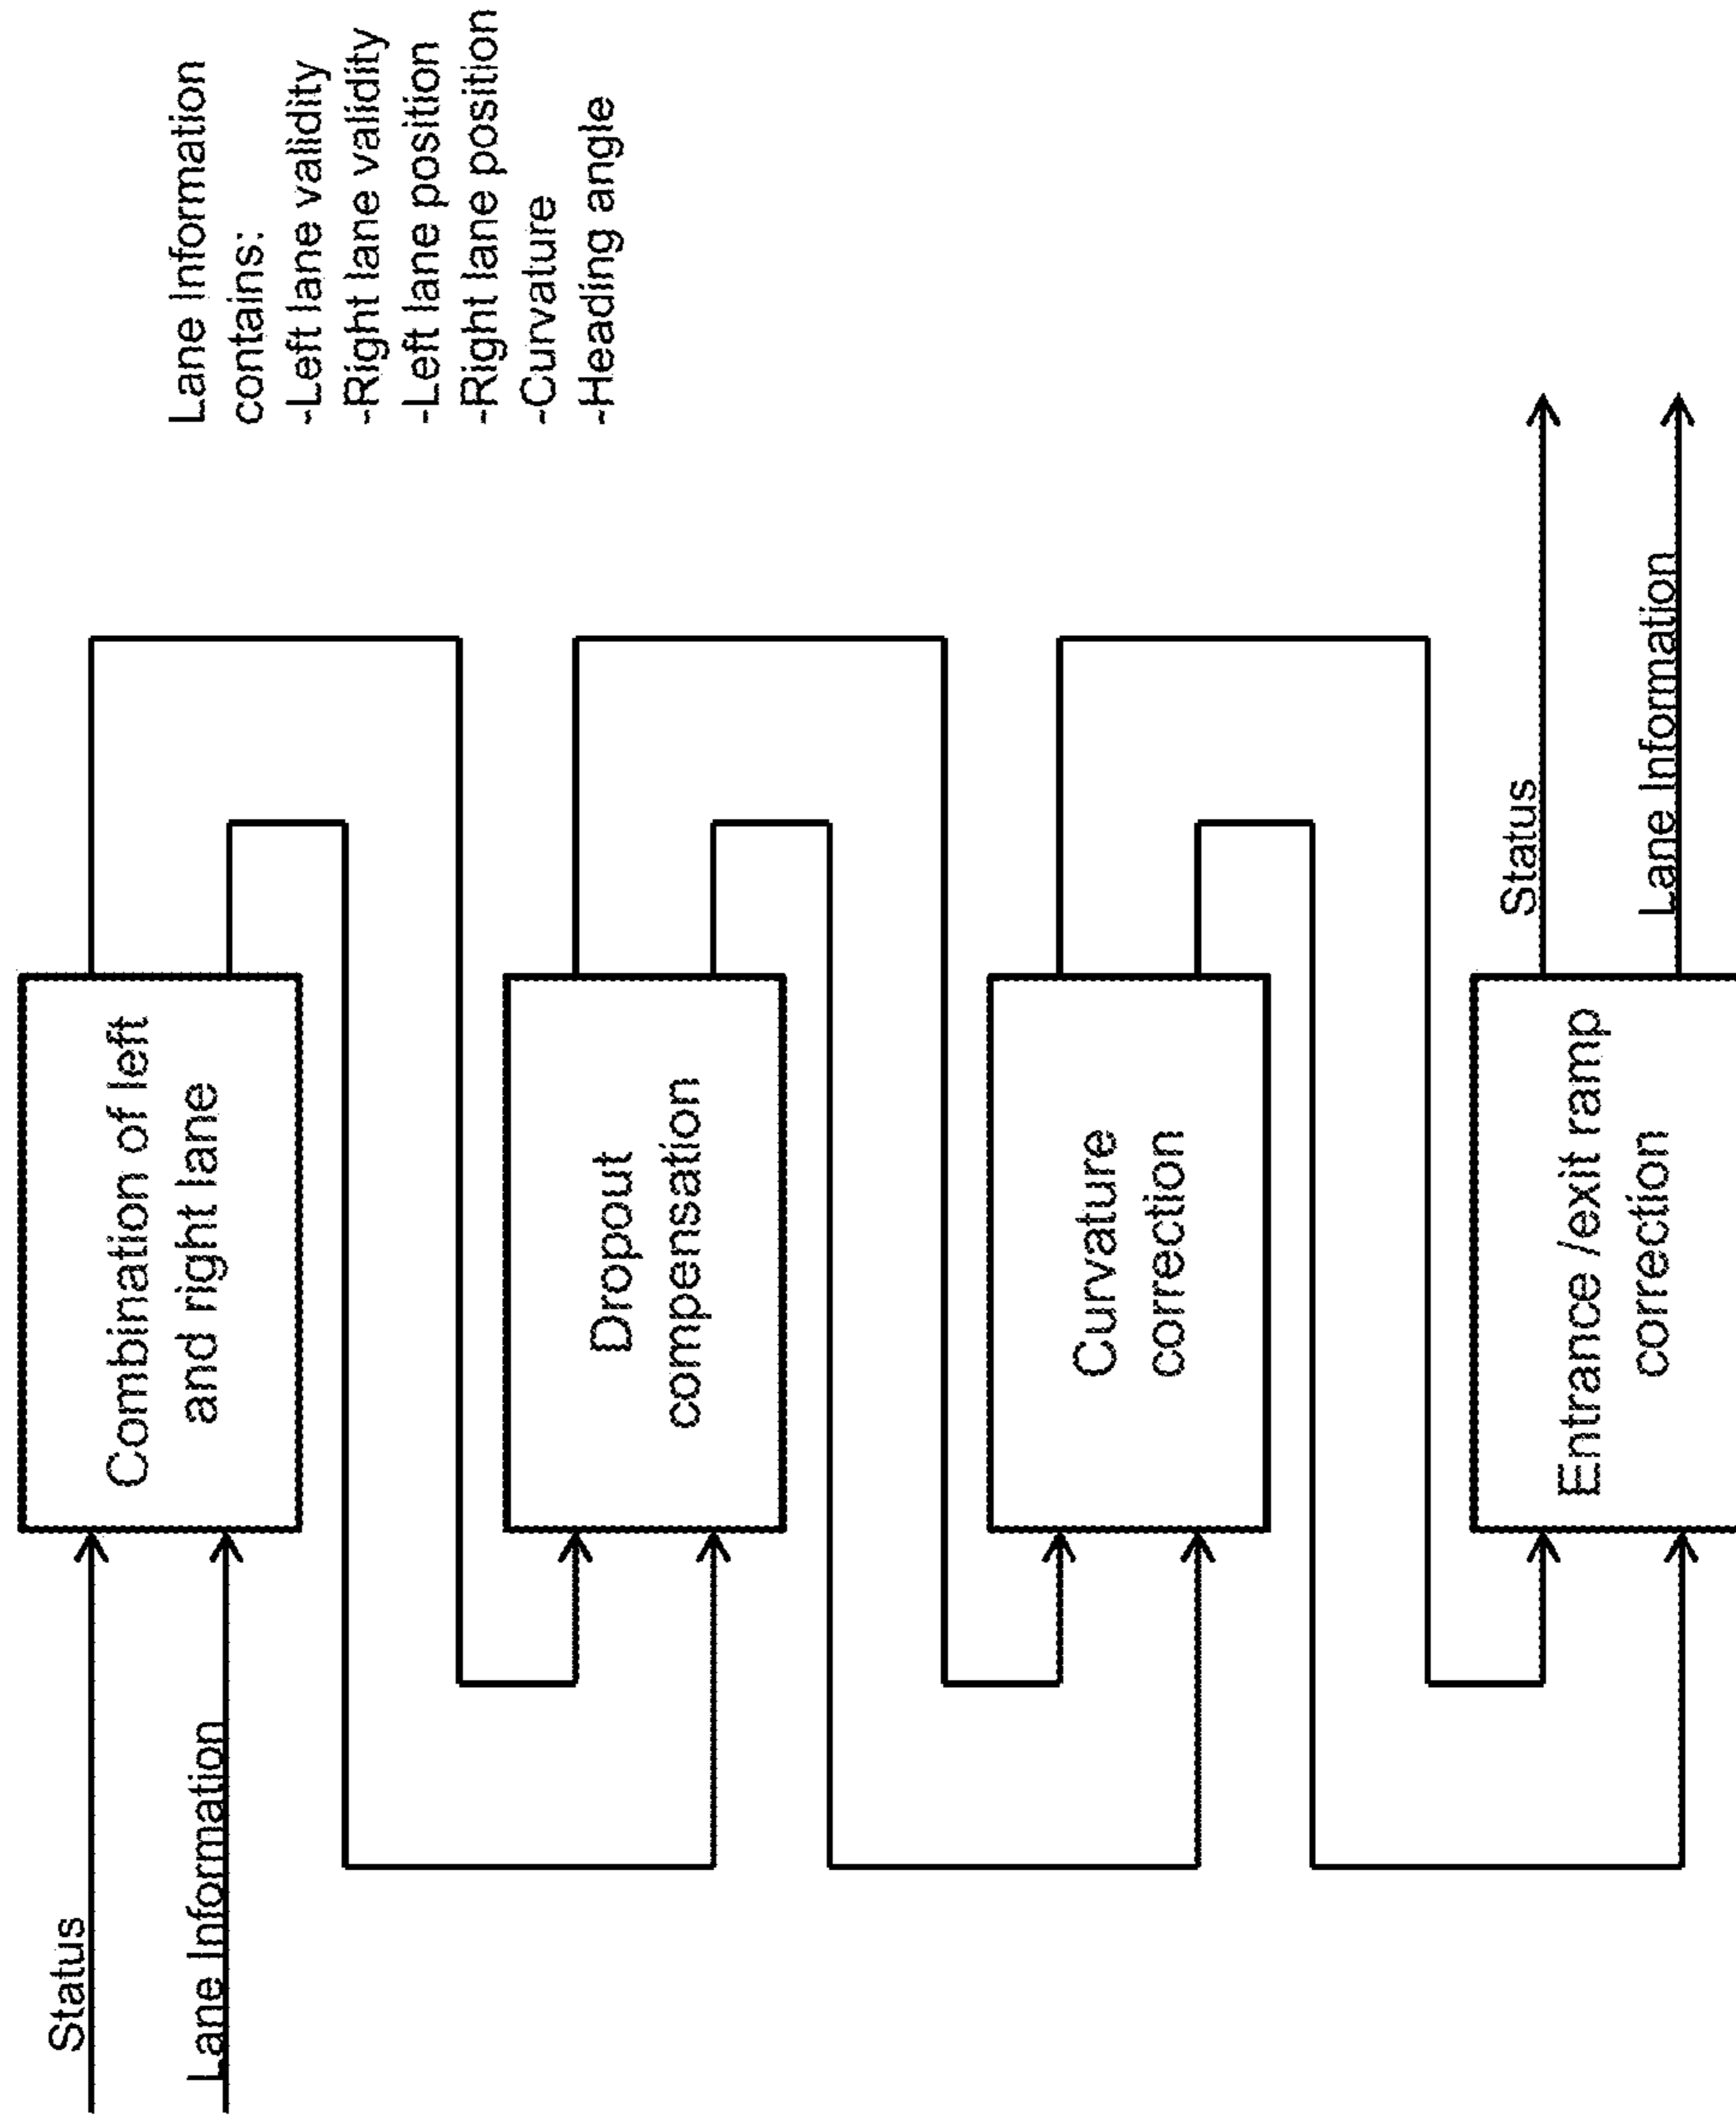 Status
Lane Information
Combination of left
and right lane
Lane Information
contains:
-Left lane validity
-Right lane validity
-Left lane position
-Right lane position
-Curvature
-Heading angle
Dropout
compensation
Curvature
correction
Entrance /exit ramp
correction
Status
Lane Information